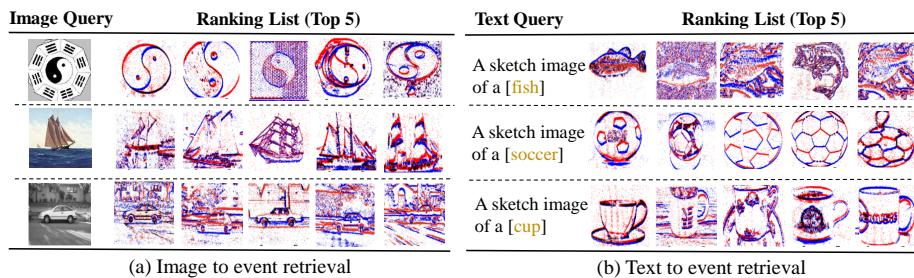 Image Query Ranking List (Top 5)
Text Query Ranking List (Top 5)
A sketch image
of a [fish]
A sketch image
of a [soccer]
A sketch image
of a [cup]
(a) Image to event retrieval
(b) Text to event retrieval